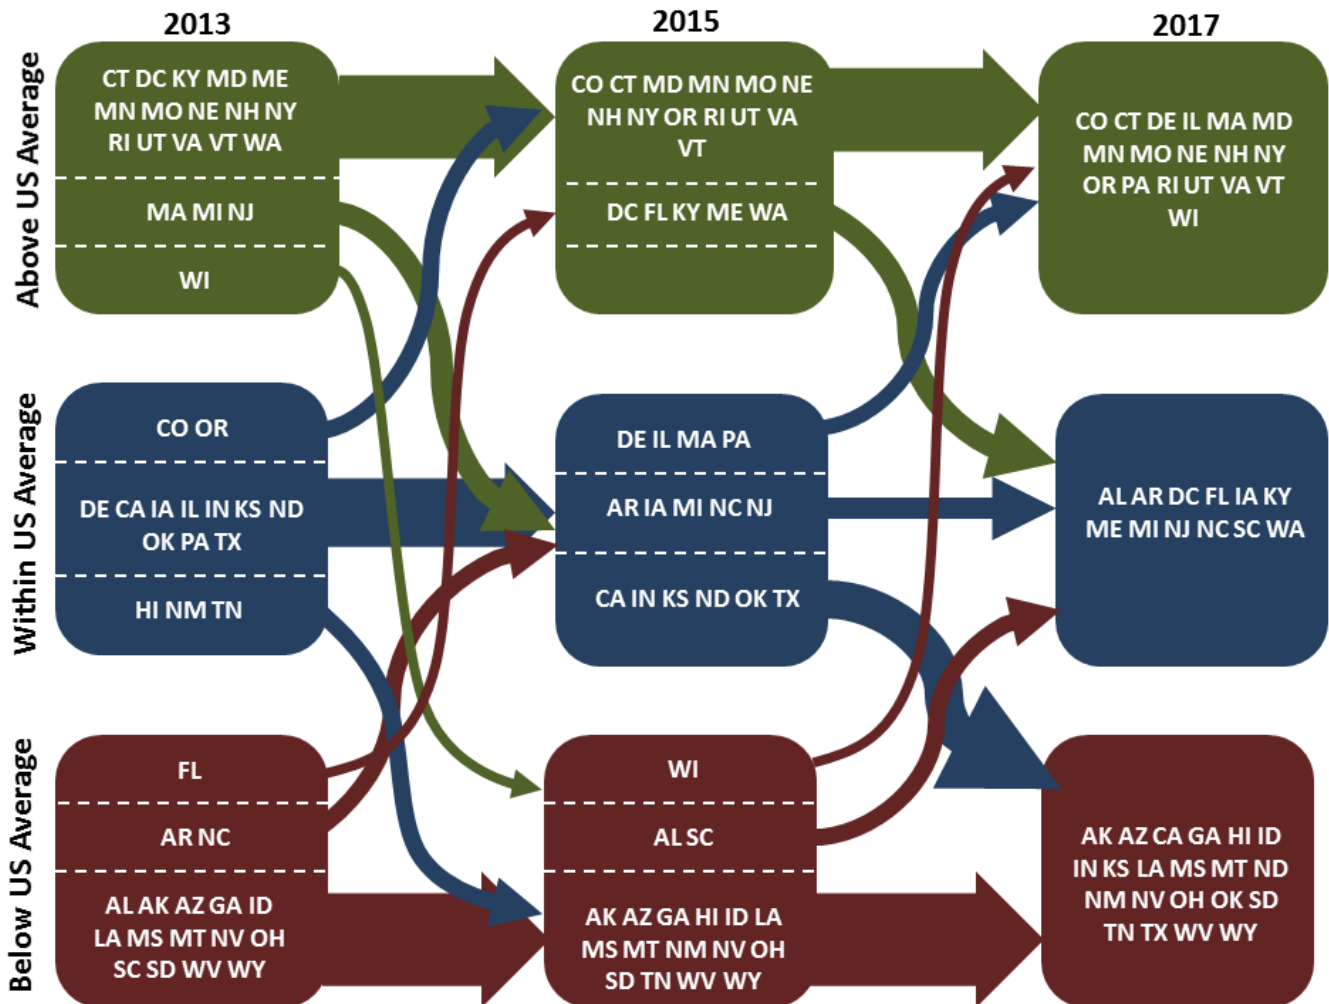 2013
2015
2017
Above US Average
CT DC KY MD ME
MN MO NE NH NY
RI UT VA VT WA
MA MI NJ
WI
CO CT MD MN MO NE
NH NY OR RI UT VA
VT
DC FL KY ME WA
CO CT DE IL MA MD
MN MO NE NH NY
OR PA RI UT VA VT
WI
Within US Average
CO OR
DE CA IA IL IN KS ND
OK PA TX
HI NM TN
DE IL MA PA
AR IA MI NC NJ
CA IN KS ND OK TX
AL AR DC FL IA KY
ME MI NJ NC SC WA
Below US Average
FL
AR NC
AL AK AZ GA ID
LA MS MT NV OH
SC SD WV WY
WI
AL SC
AK AZ GA HI ID LA
MS MT NM NV OH
SD TN WV WY
AK AZ CA GA HI ID
IN KS LA MS MT ND
NM NV OH OK SD
TN TX WV WY